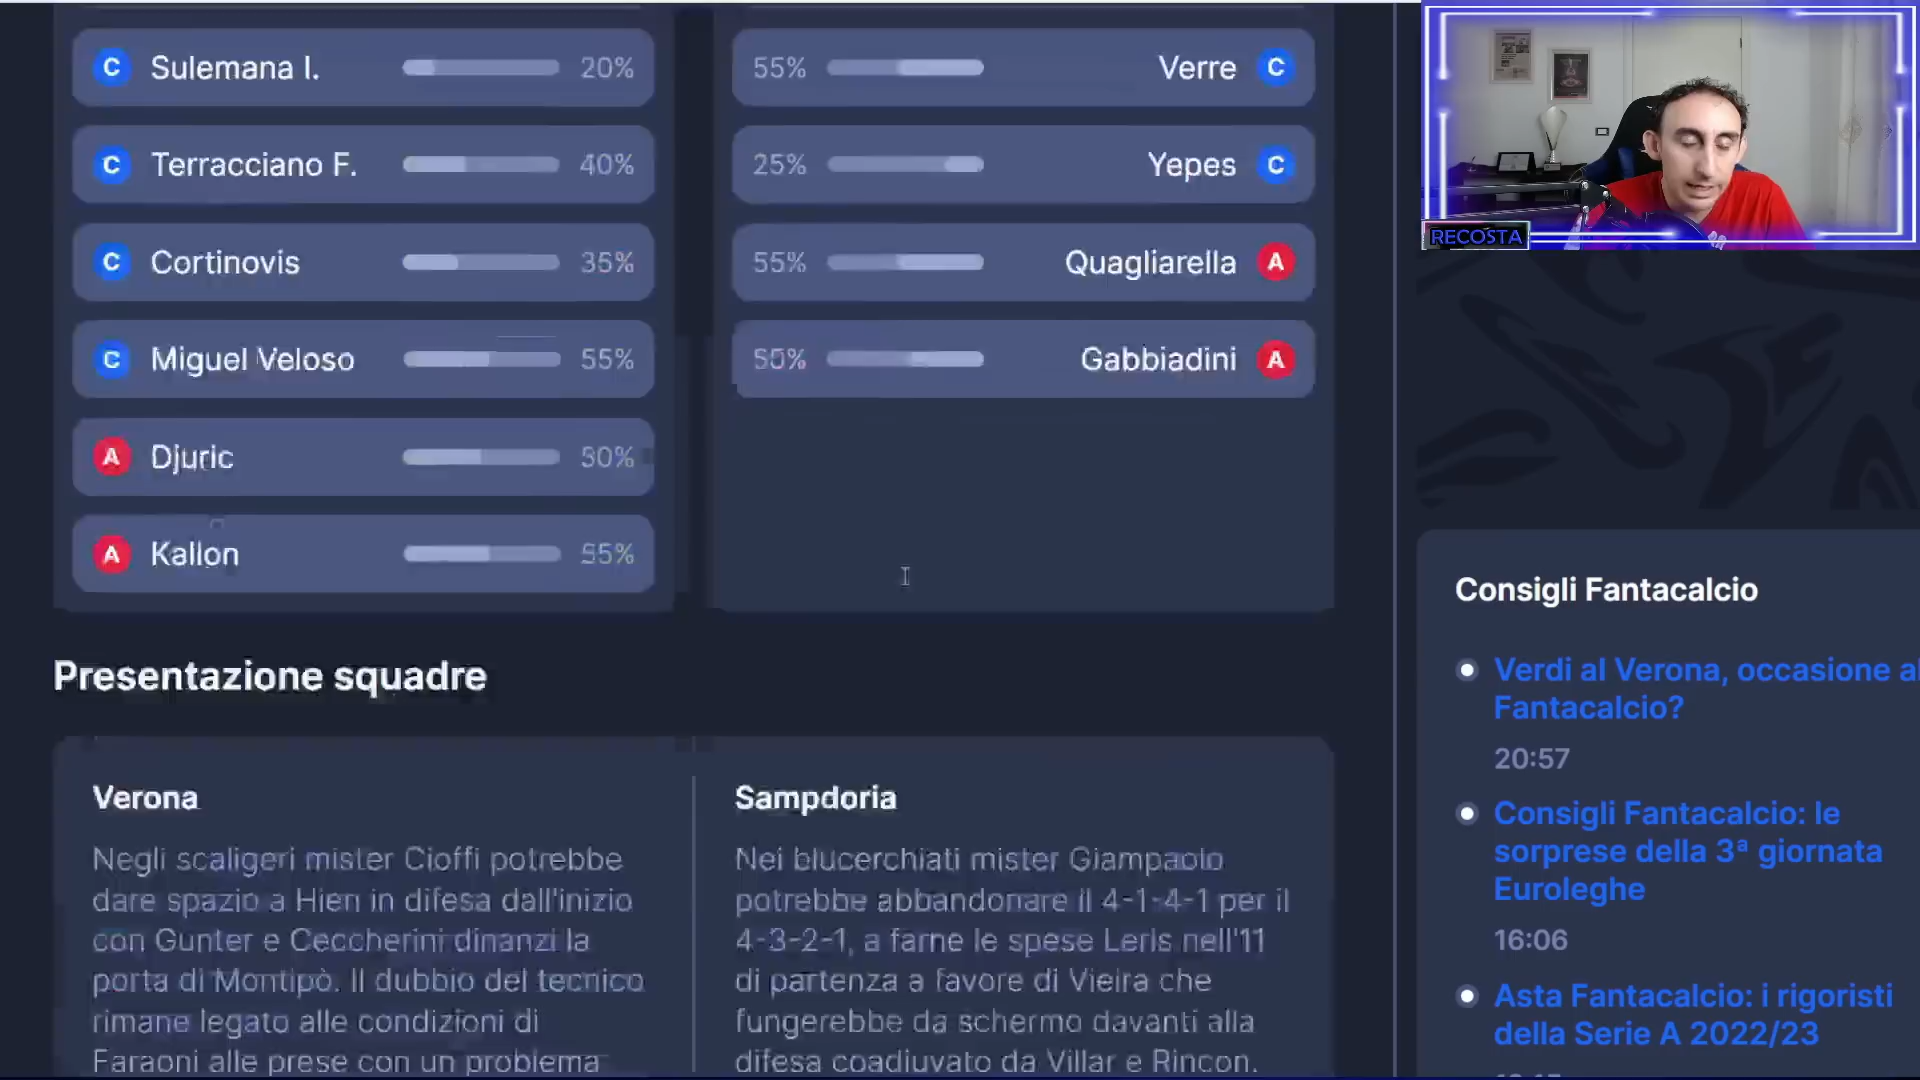 C Sulemana I. 20%
C Terracciano F. 40%
C Cortinovis 35%
C Miguel Veloso 55%
A Djuric 50%
A Kallon 55%
55% Verre C
25% Yepes C
55% Quagliarella A
50% Gabbiadini A
Presentazione squadre
Verona
Negli scaligeri mister Cioffi potrebbe
dare spazio a Hien in difesa dall'inizio
con Gunter e Ceccherini dinanzi la
porta di Montipò. Il dubbio del tecnico
rimane legato alle condizioni di
Faraoni alle prese con un problema
Sampdoria
Nei blucerchiati mister Giampaolo
potrebbe abbandonare il 4-1-4-1 per il
4-3-2-1, a farne le spese Leris nell'11
di partenza a favore di Vieira che
fungerebbe da schermo davanti alla
difesa coadiuvato da Villar e Rincon.
RECOSTA
Consigli Fantacalcio
Verdi al Verona, occasione al
Fantacalcio?
20:57
Consigli Fantacalcio: le
sorprese della 3ª giornata
Euroleghe
16:06
Asta Fantacalcio: i rigoristi
della Serie A 2022/23